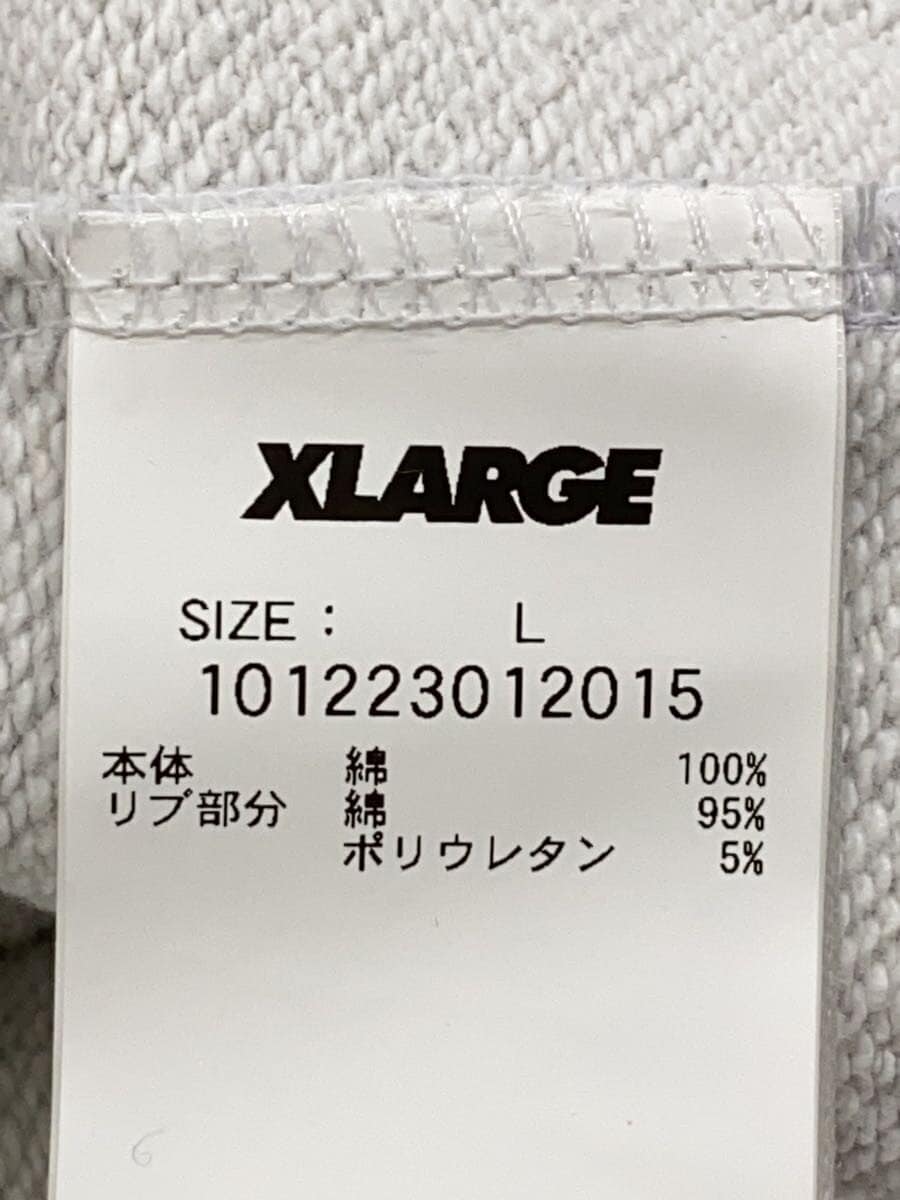 XLARGE
SIZE : L
101223012015
本体 綿 100%
リブ部分 綿 95%
ポリウレタン 5%
6